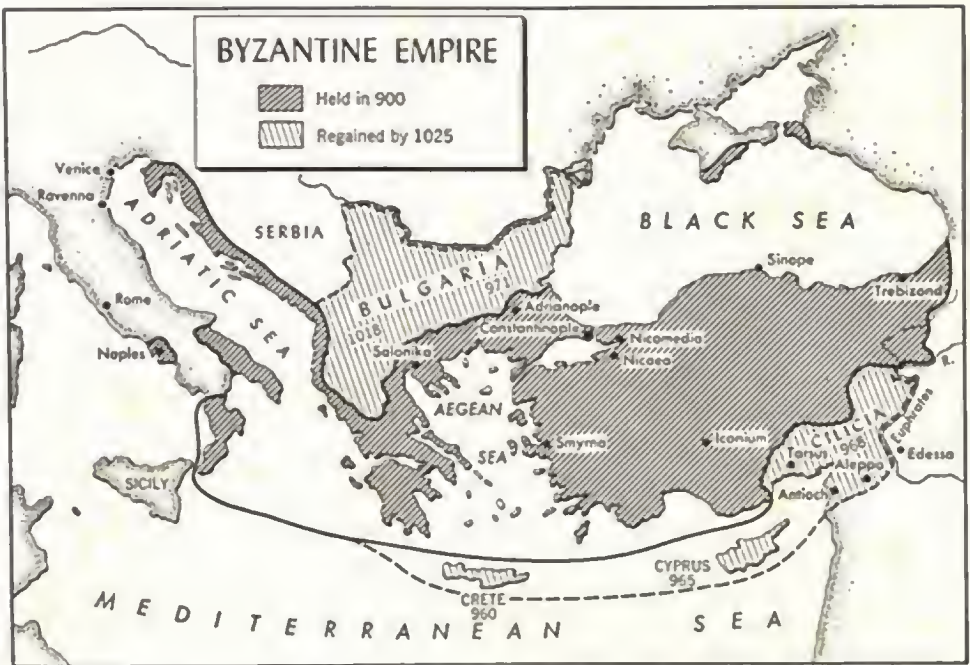 BYZANTINE EMPIRE
Held in 900
Regained by 1025
Venice
Ravenna
ADRIATIC SEA
SERBIA
BLACK SEA
BULGARIA
971
1018
Sinope
Trebizond
Rome
Adrianople
Constantinople
Nicomedia
Naples
Salonika
Nicaea
R.
AEGEAN
SEA
Smyrna
Iconium
CILICA
968
Euphrates
Tarsus
Aleppo
Edessa
SICILY
Antioch
CYPRUS
965
CRETE
960
MEDITERRANEAN SEA